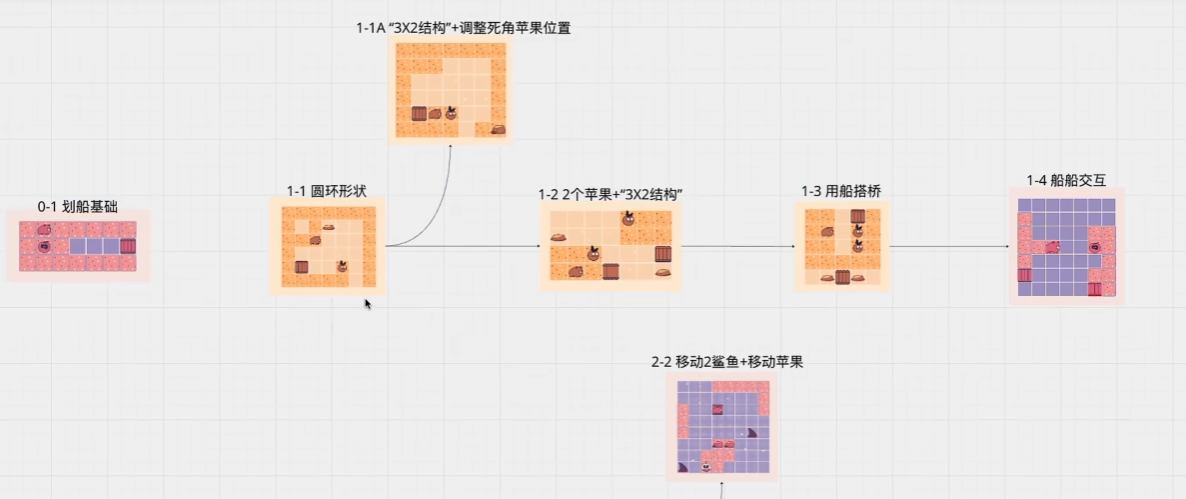 1-1A “3X2结构”+调整死角苹果位置
0-1 划船基础
1-1 圆环形状
1-2 2个苹果+“3X2结构”
1-3 用船搭桥
1-4 船船交互
2-2 移动2鲨鱼+移动苹果